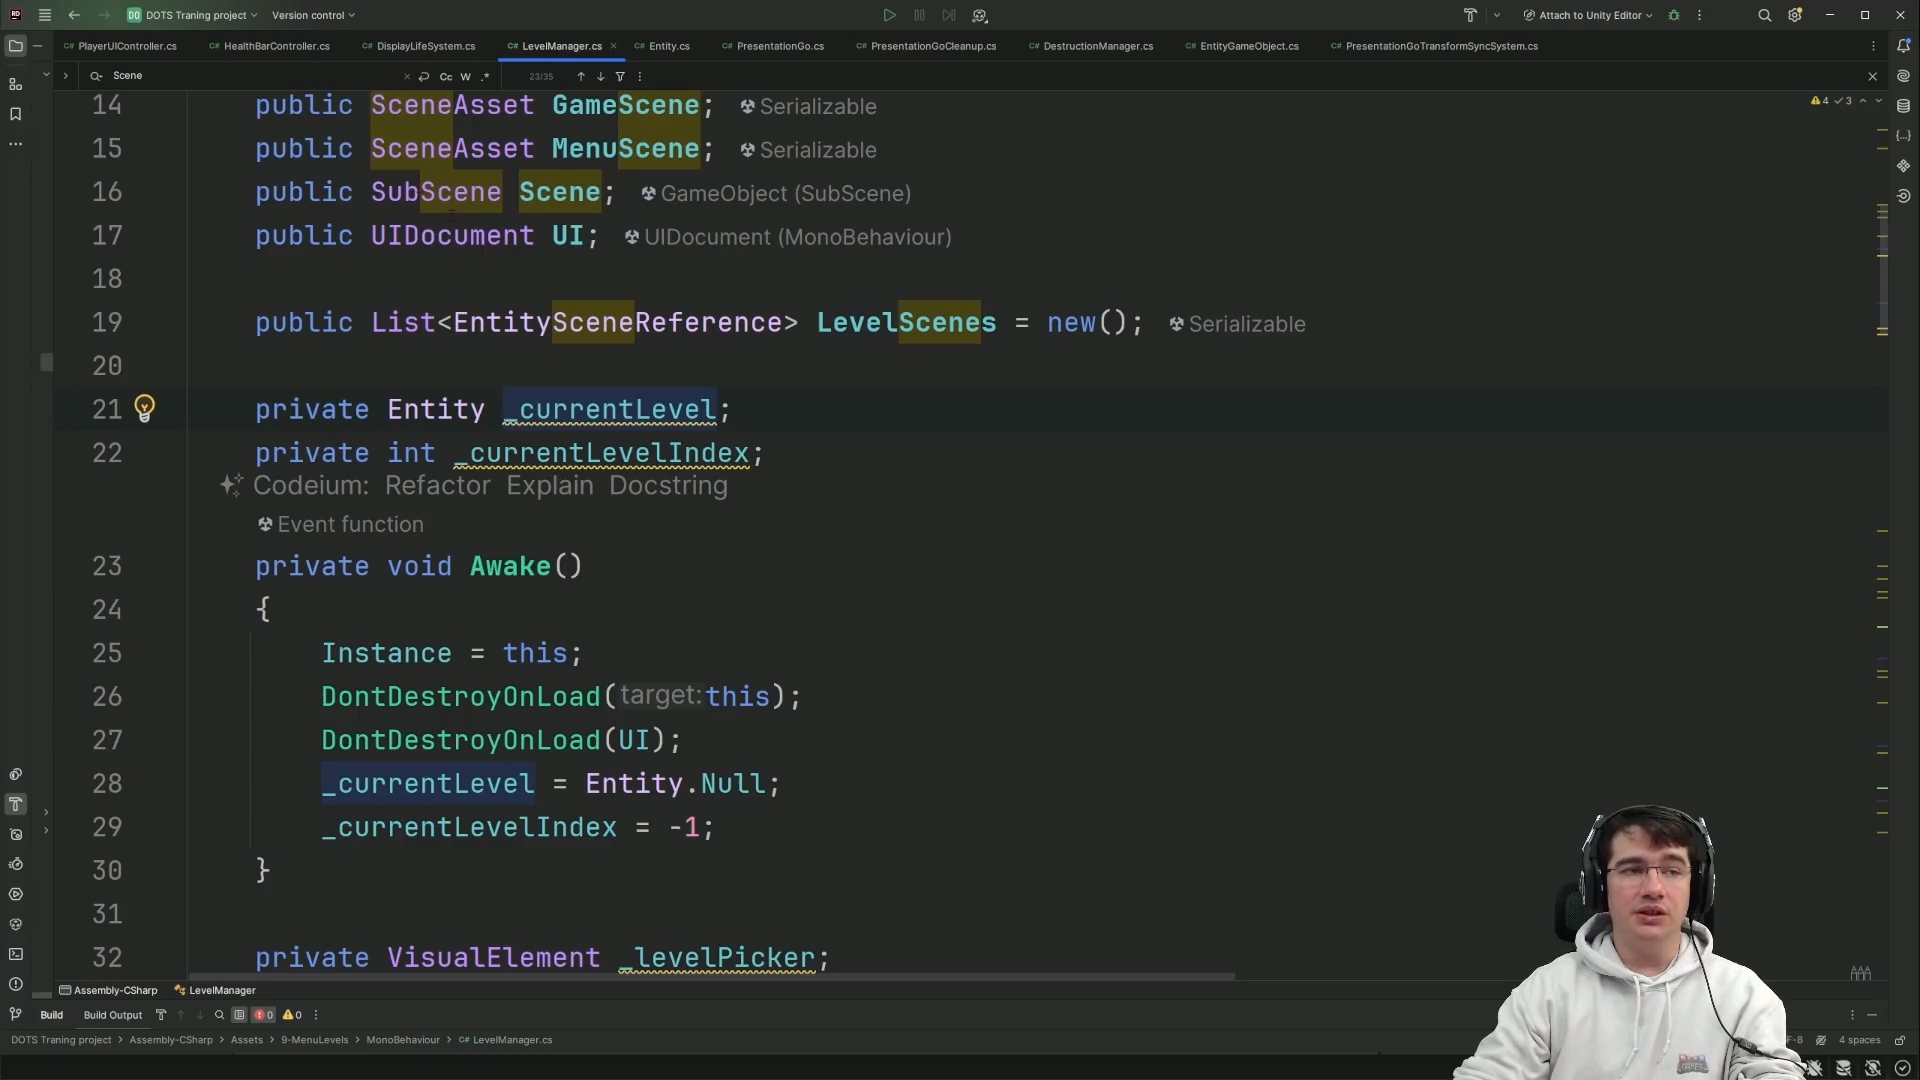 DO DOTS Traning project Version control Attach to Unity Editor
PlayerUIController.cs HealthBarController.cs DisplayLifeSystem.cs LevelManager.cs Entity.cs PresentationGo.cs PresentationGoCleanup.cs DestructionManager.cs EntityGameObject.cs PresentationGoTransformSyncSystem.cs
Scene Cc W .* 23/35
14 public SceneAsset GameScene; Serializable
15 public SceneAsset MenuScene; Serializable
16 public SubScene Scene; GameObject (SubScene)
17 public UIDocument UI; UIDocument (MonoBehaviour)
18
19 public List<EntitySceneReference> LevelScenes = new(); Serializable
20
21 private Entity _currentLevel;
22 private int _currentLevelIndex;
Codeium: Refactor Explain Docstring
Event function
23 private void Awake()
24 {
25 Instance = this;
26 DontDestroyOnLoad(target:this);
27 DontDestroyOnLoad(UI);
28 _currentLevel = Entity.Null;
29 _currentLevelIndex = -1;
30 }
31
32 private VisualElement _levelPicker;
4 3
Assembly-CSharp LevelManager
Build Build Output 0 0
DOTS Traning project > Assembly-CSharp > Assets > 9-MenuLevels > MonoBehaviour > C# LevelManager.cs 4 spaces